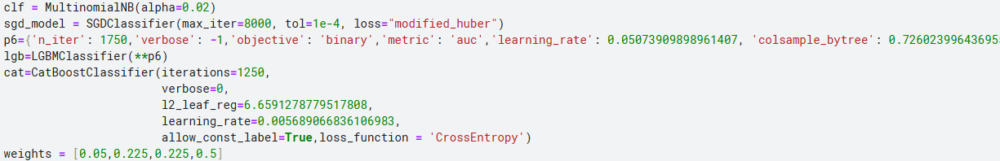 clf = MultinomialNB(alpha=0.02)
sgd_model = SGDClassifier(max_iter=8000, tol=1e-4, loss="modified_huber")
p6={'n_iter': 1750,'verbose': -1,'objective': 'binary','metric': 'auc','learning_rate': 0.05073909898961407, 'colsample_bytree': 0.726023996436955
lgb=LGBMClassifier(**p6)
cat=CatBoostClassifier(iterations=1250,
verbose=0,
l2_leaf_reg=6.6591278779517808,
learning_rate=0.005689066836106983,
allow_const_label=True,loss_function = 'CrossEntropy')
weights = [0.05,0.225,0.225,0.5]